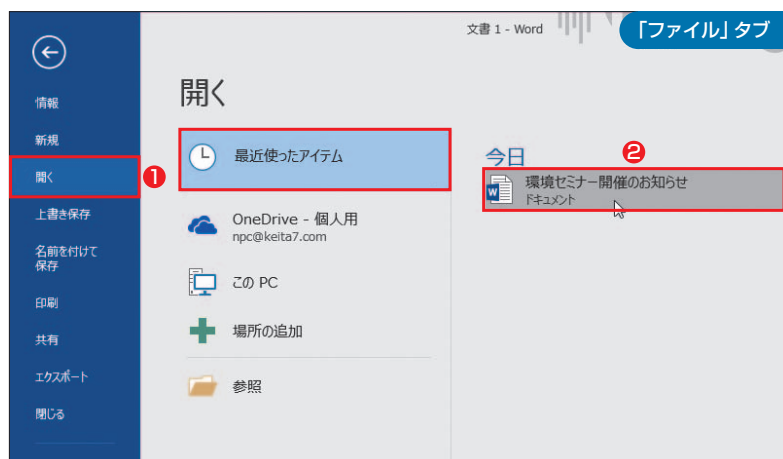 文書 1 - Word
「ファイル」タブ
情報
新規
開く
上書き保存
名前を付けて
保存
印刷
共有
エクスポート
閉じる
❶
開く
最近使ったアイテム
OneDrive - 個人用
npc@keita7.com
この PC
場所の追加
参照
今日
❷
環境セミナー開催のお知らせ
ドキュメント